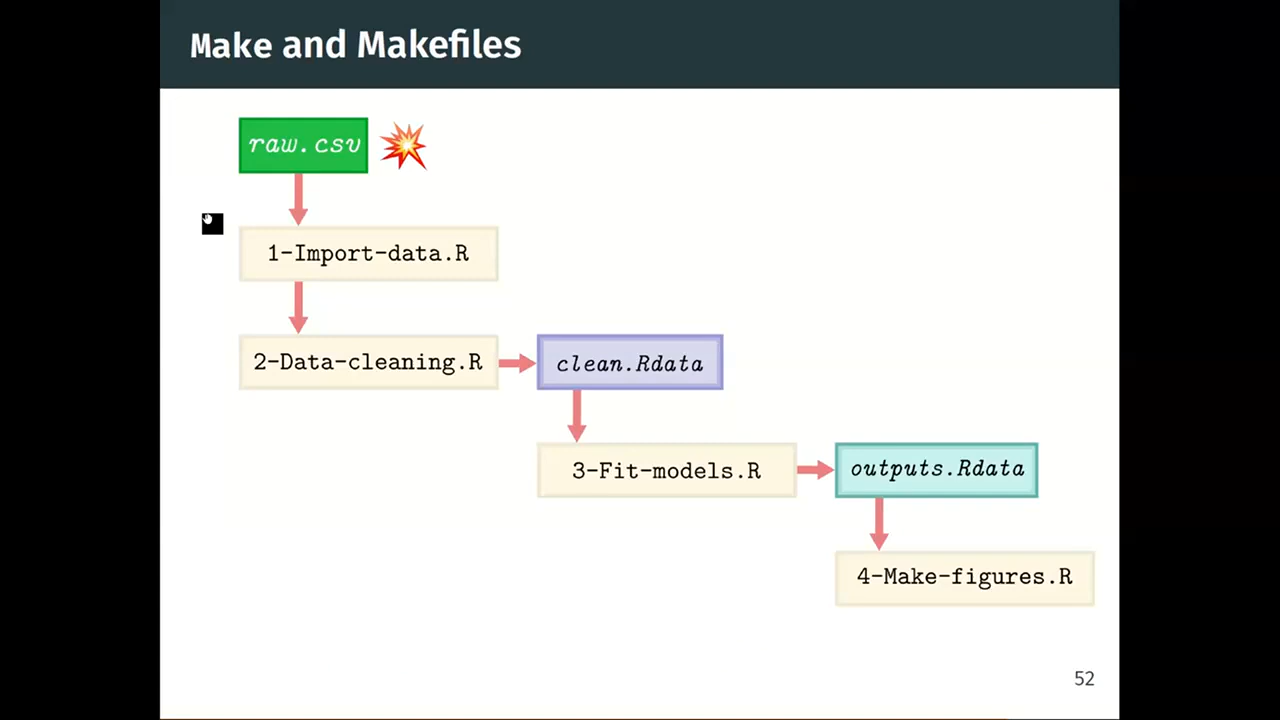 Make and Makefiles
raw.csv
1-Import-data.R
2-Data-cleaning.R
clean.Rdata
3-Fit-models.R
outputs.Rdata
4-Make-figures.R
52